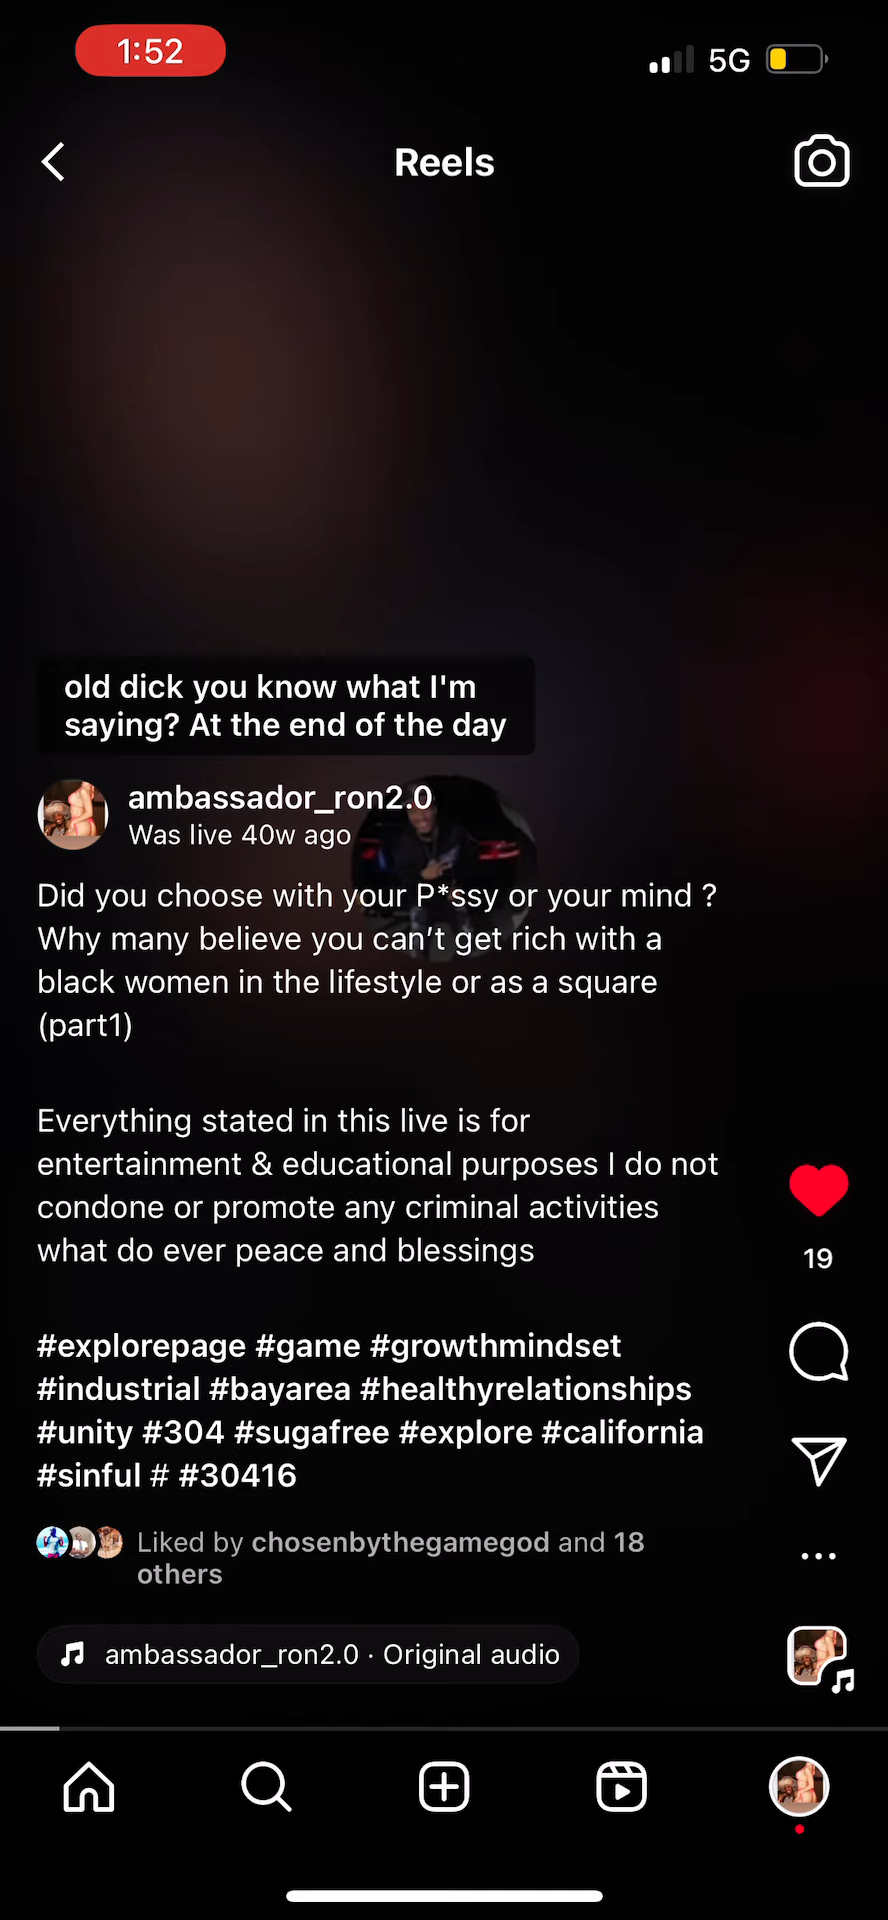 1:52
5G
Reels
old dick you know what I'm
saying? At the end of the day
ambassador_ron2.0
Was live 40w ago
Did you choose with your P*ssy or your mind ?
Why many believe you can’t get rich with a
black women in the lifestyle or as a square
(part1)
Everything stated in this live is for
entertainment & educational purposes I do not
condone or promote any criminal activities
what do ever peace and blessings
#explorepage #game #growthmindset
#industrial #bayarea #healthyrelationships
#unity #304 #sugafree #explore #california
#sinful # #30416
19
Liked by chosenbythegamegod and 18
others
ambassador_ron2.0 · Original audio